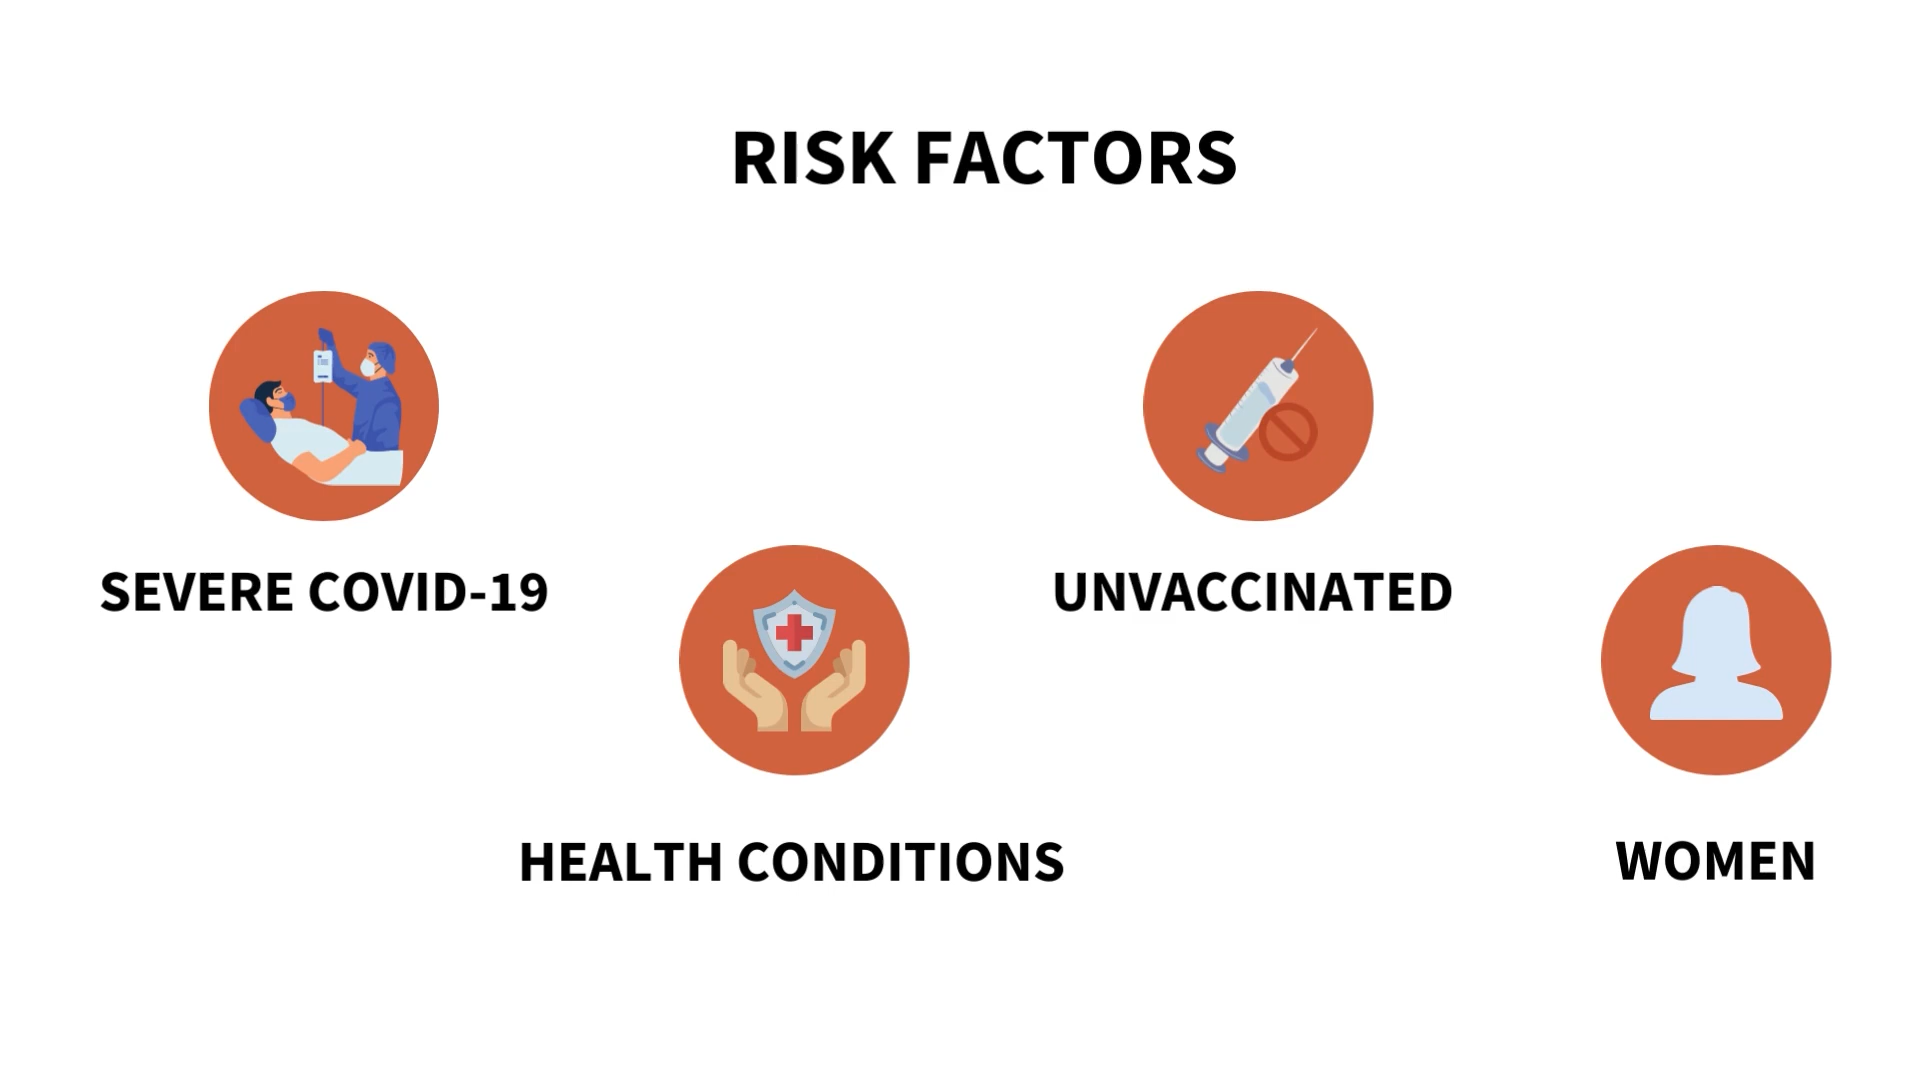 RISK FACTORS
SEVERE COVID-19
HEALTH CONDITIONS
UNVACCINATED
WOMEN